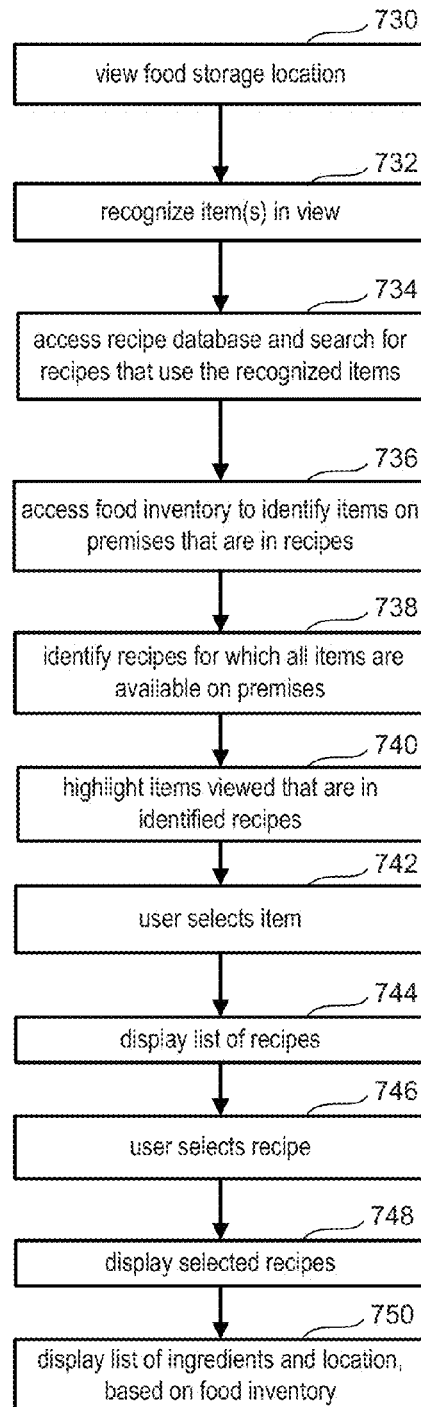 730
view food storage location
732
recognize item(s) in view
734
access recipe database and search for
recipes that use the recognized items
736
access food inventory to identify items on
premises that are in recipes
738
identify recipes for which all items are
available on premises
740
highlight items viewed that are in
identified recipes
742
user selects item
744
display list of recipes
746
user selects recipe
748
display selected recipes
750
display list of ingredients and location,
based on food inventory